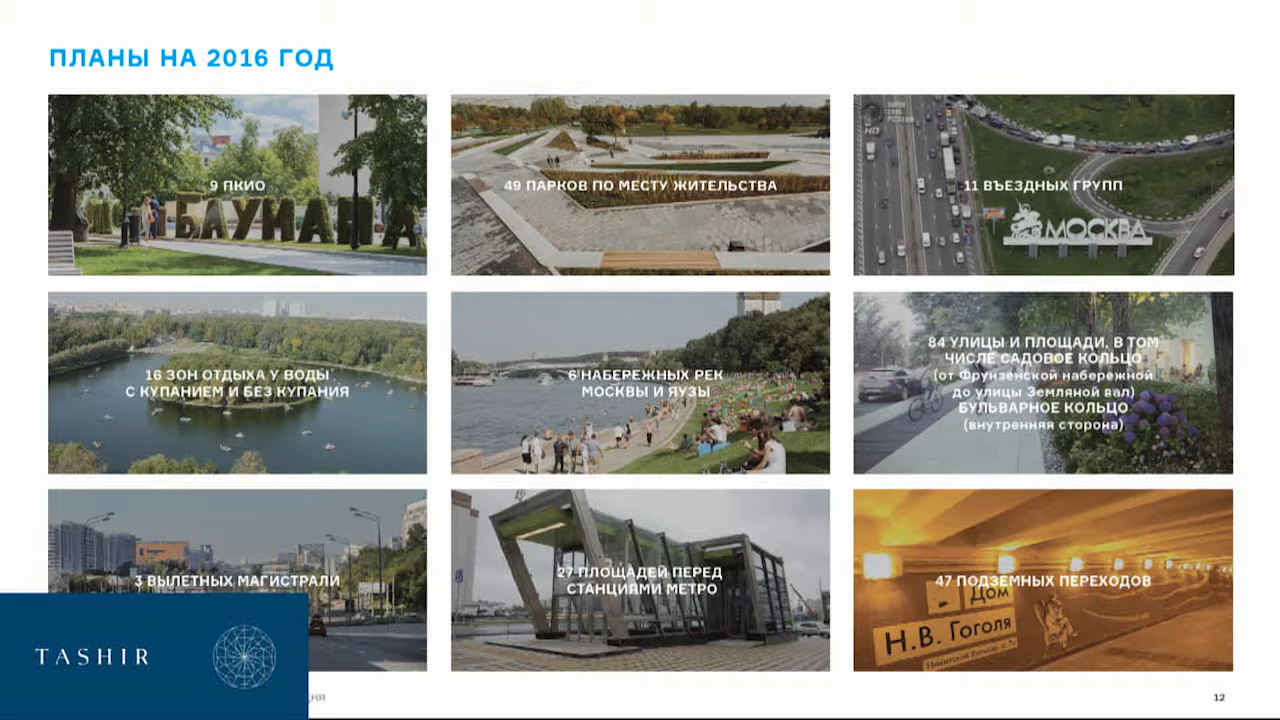 ПЛАНЫ НА 2016 ГОД
9 ПКИО
БАУМАНА
49 ПАРКОВ ПО МЕСТУ ЖИТЕЛЬСТВА
HD
11 ВЪЕЗДНЫХ ГРУПП
МОСКВА
16 ЗОН ОТДЫХА У ВОДЫ
С КУПАНИЕМ И БЕЗ КУПАНИЯ
6 НАБЕРЕЖНЫХ РЕК
МОСКВЫ И ЯУЗЫ
84 УЛИЦЫ И ПЛОЩАДИ, В ТОМ
ЧИСЛЕ САДОВОЕ КОЛЬЦО
(от Фрунзенской набережной
до улицы Земляной вал)
БУЛЬВАРНОЕ КОЛЬЦО
(внутренняя сторона)
3 ВЫЛЕТНЫХ МАГИСТРАЛИ
27 ПЛОЩАДЕЙ ПЕРЕД
СТАНЦИЯМИ МЕТРО
47 ПОДЗЕМНЫХ ПЕРЕХОДОВ
Дом
Н.В. Гоголя
TASHIR
12